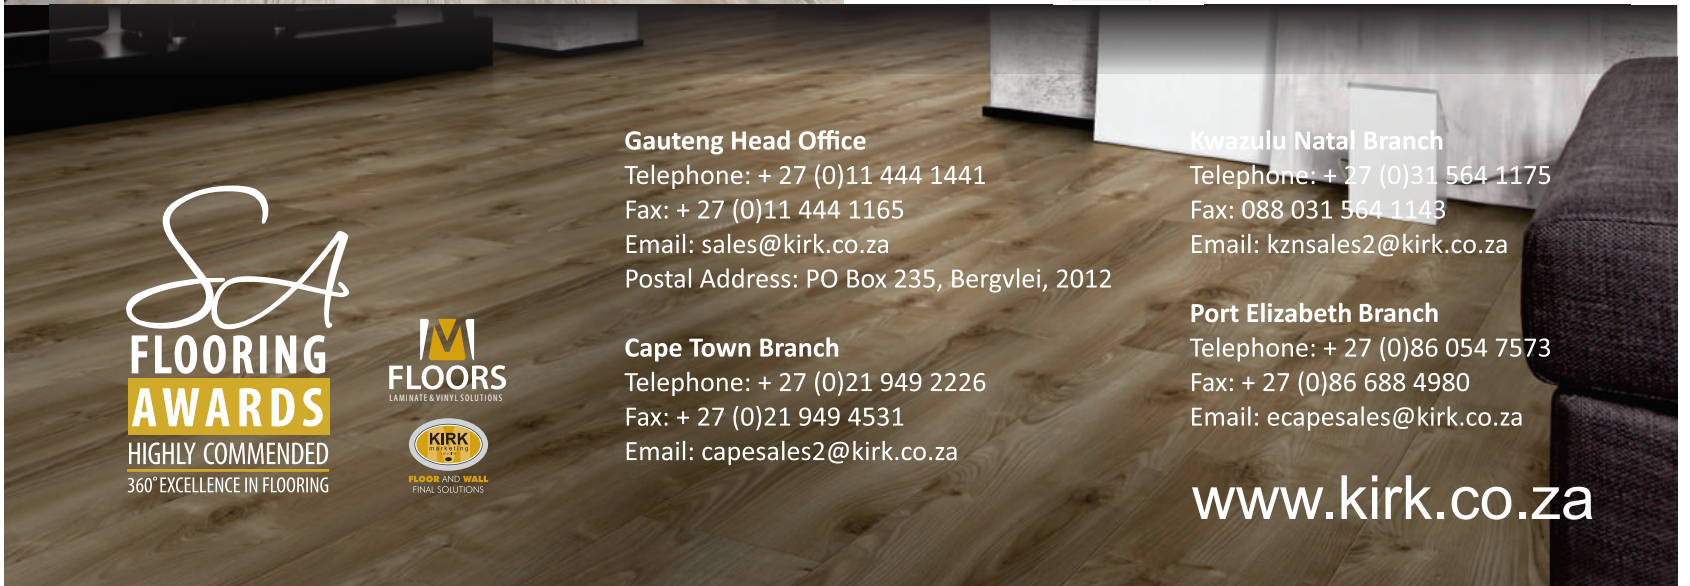 SA
FLOORING
AWARDS
HIGHLY COMMENDED
360° EXCELLENCE IN FLOORING
M
FLOORS
LAMINATE & VINYL SOLUTIONS
KIRK
marketing
FLOOR AND WALL
FINAL SOLUTIONS
Gauteng Head Office
Telephone: + 27 (0)11 444 1441
Fax: + 27 (0)11 444 1165
Email: sales@kirk.co.za
Postal Address: PO Box 235, Bergvlei, 2012
Cape Town Branch
Telephone: + 27 (0)21 949 2226
Fax: + 27 (0)21 949 4531
Email: capesales2@kirk.co.za
Kwazulu Natal Branch
Telephone: + 27 (0)31 564 1175
Fax: 088 031 564 1143
Email: kznsales2@kirk.co.za
Port Elizabeth Branch
Telephone: + 27 (0)86 054 7573
Fax: + 27 (0)86 688 4980
Email: ecapesales@kirk.co.za
www.kirk.co.za